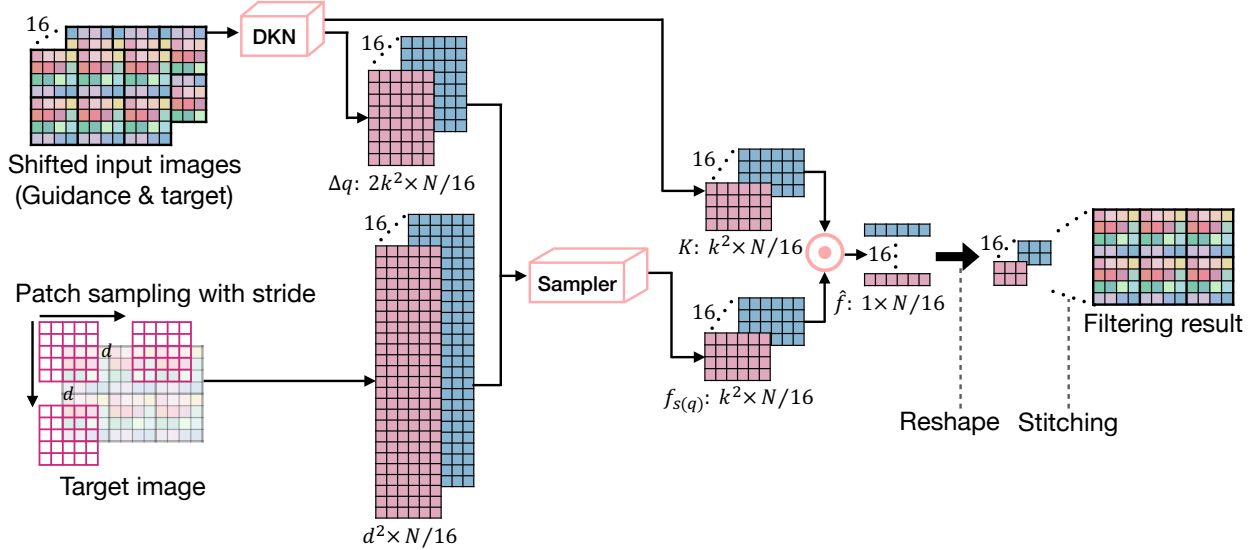 16
DKN
16
Shifted input images
(Guidance & target)
Δq: 2k² × N/16
16
16
K: k² × N/16
16
16
Patch sampling with stride
d
d
Target image
Sampler
f̂: 1 × N/16
Filtering result
16
f_{s(q)}: k² × N/16
Reshape
Stitching
d² × N/16